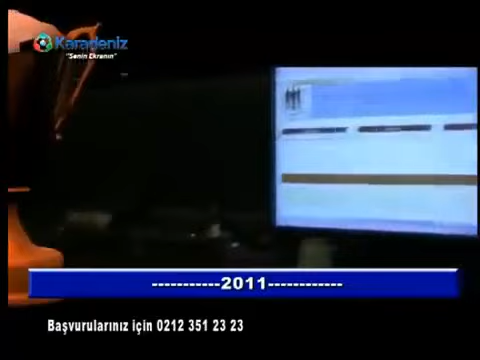 Karadeniz
"Senin Ekranın"
-----------2011------------
Başvurularınız için 0212 351 23 23